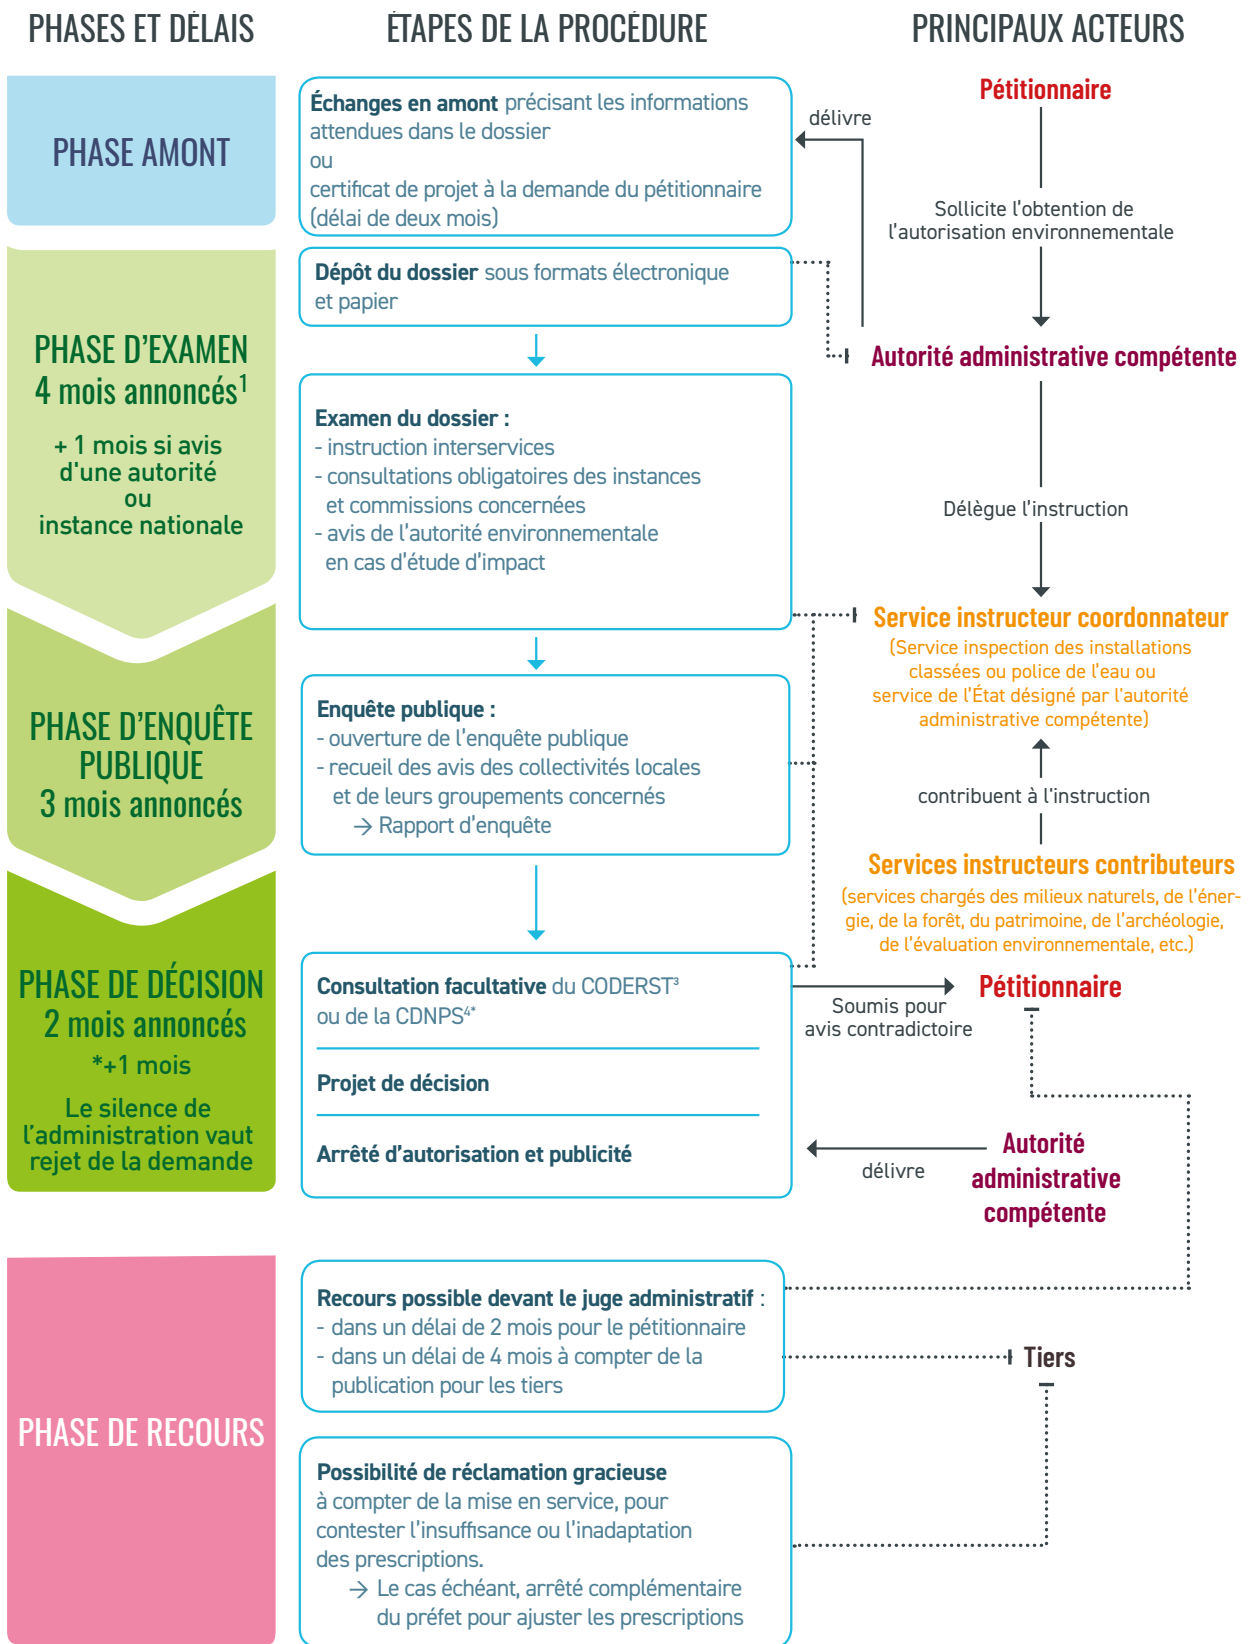 PHASES ET DÉLAIS
ÉTAPES DE LA PROCÉDURE
PRINCIPAUX ACTEURS
PHASE AMONT
Échanges en amont précisant les informations
attendues dans le dossier
ou
certificat de projet à la demande du pétitionnaire
(délai de deux mois)
délivre
Pétitionnaire
Sollicite l'obtention de
l'autorisation environnementale
Dépôt du dossier sous formats électronique
et papier
Autorité administrative compétente
PHASE D'EXAMEN
4 mois annoncés¹
+ 1 mois si avis
d'une autorité
ou
instance nationale
Examen du dossier :
- instruction interservices
- consultations obligatoires des instances
et commissions concernées
- avis de l'autorité environnementale
en cas d'étude d'impact
Délègue l'instruction
Service instructeur coordonnateur
(Service inspection des installations
classées ou police de l'eau ou
service de l'État désigné par l'autorité
administrative compétente)
PHASE D'ENQUÊTE
PUBLIQUE
3 mois annoncés
Enquête publique :
- ouverture de l'enquête publique
- recueil des avis des collectivités locales
et de leurs groupements concernés
→ Rapport d'enquête
contribuent à l'instruction
Services instructeurs contributeurs
(services chargés des milieux naturels, de l'éner-
gie, de la forêt, du patrimoine, de l'archéologie,
de l'évaluation environnementale, etc.)
PHASE DE DÉCISION
2 mois annoncés
*+1 mois
Le silence de
l'administration vaut
rejet de la demande
Consultation facultative du CODERST³
ou de la CDNPS⁴*
Projet de décision
Arrêté d'autorisation et publicité
Soumis pour
avis contradictoire
Pétitionnaire
délivre
Autorité
administrative
compétente
PHASE DE RECOURS
Recours possible devant le juge administratif :
- dans un délai de 2 mois pour le pétitionnaire
- dans un délai de 4 mois à compter de la
publication pour les tiers
Tiers
Possibilité de réclamation gracieuse
à compter de la mise en service, pour
contester l'insuffisance ou l'inadaptation
des prescriptions.
→ Le cas échéant, arrêté complémentaire
du préfet pour ajuster les prescriptions